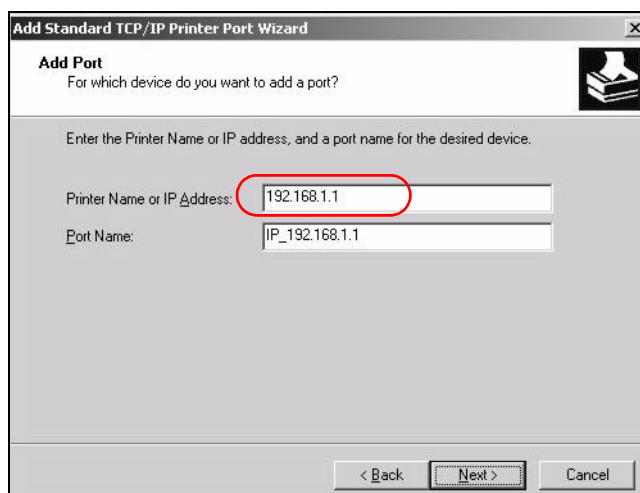 Add Standard TCP/IP Printer Port Wizard
Add Port
For which device do you want to add a port?
Enter the Printer Name or IP address, and a port name for the desired device.
Printer Name or IP Address: 192.168.1.1
Port Name: IP_192.168.1.1
< Back Next > Cancel